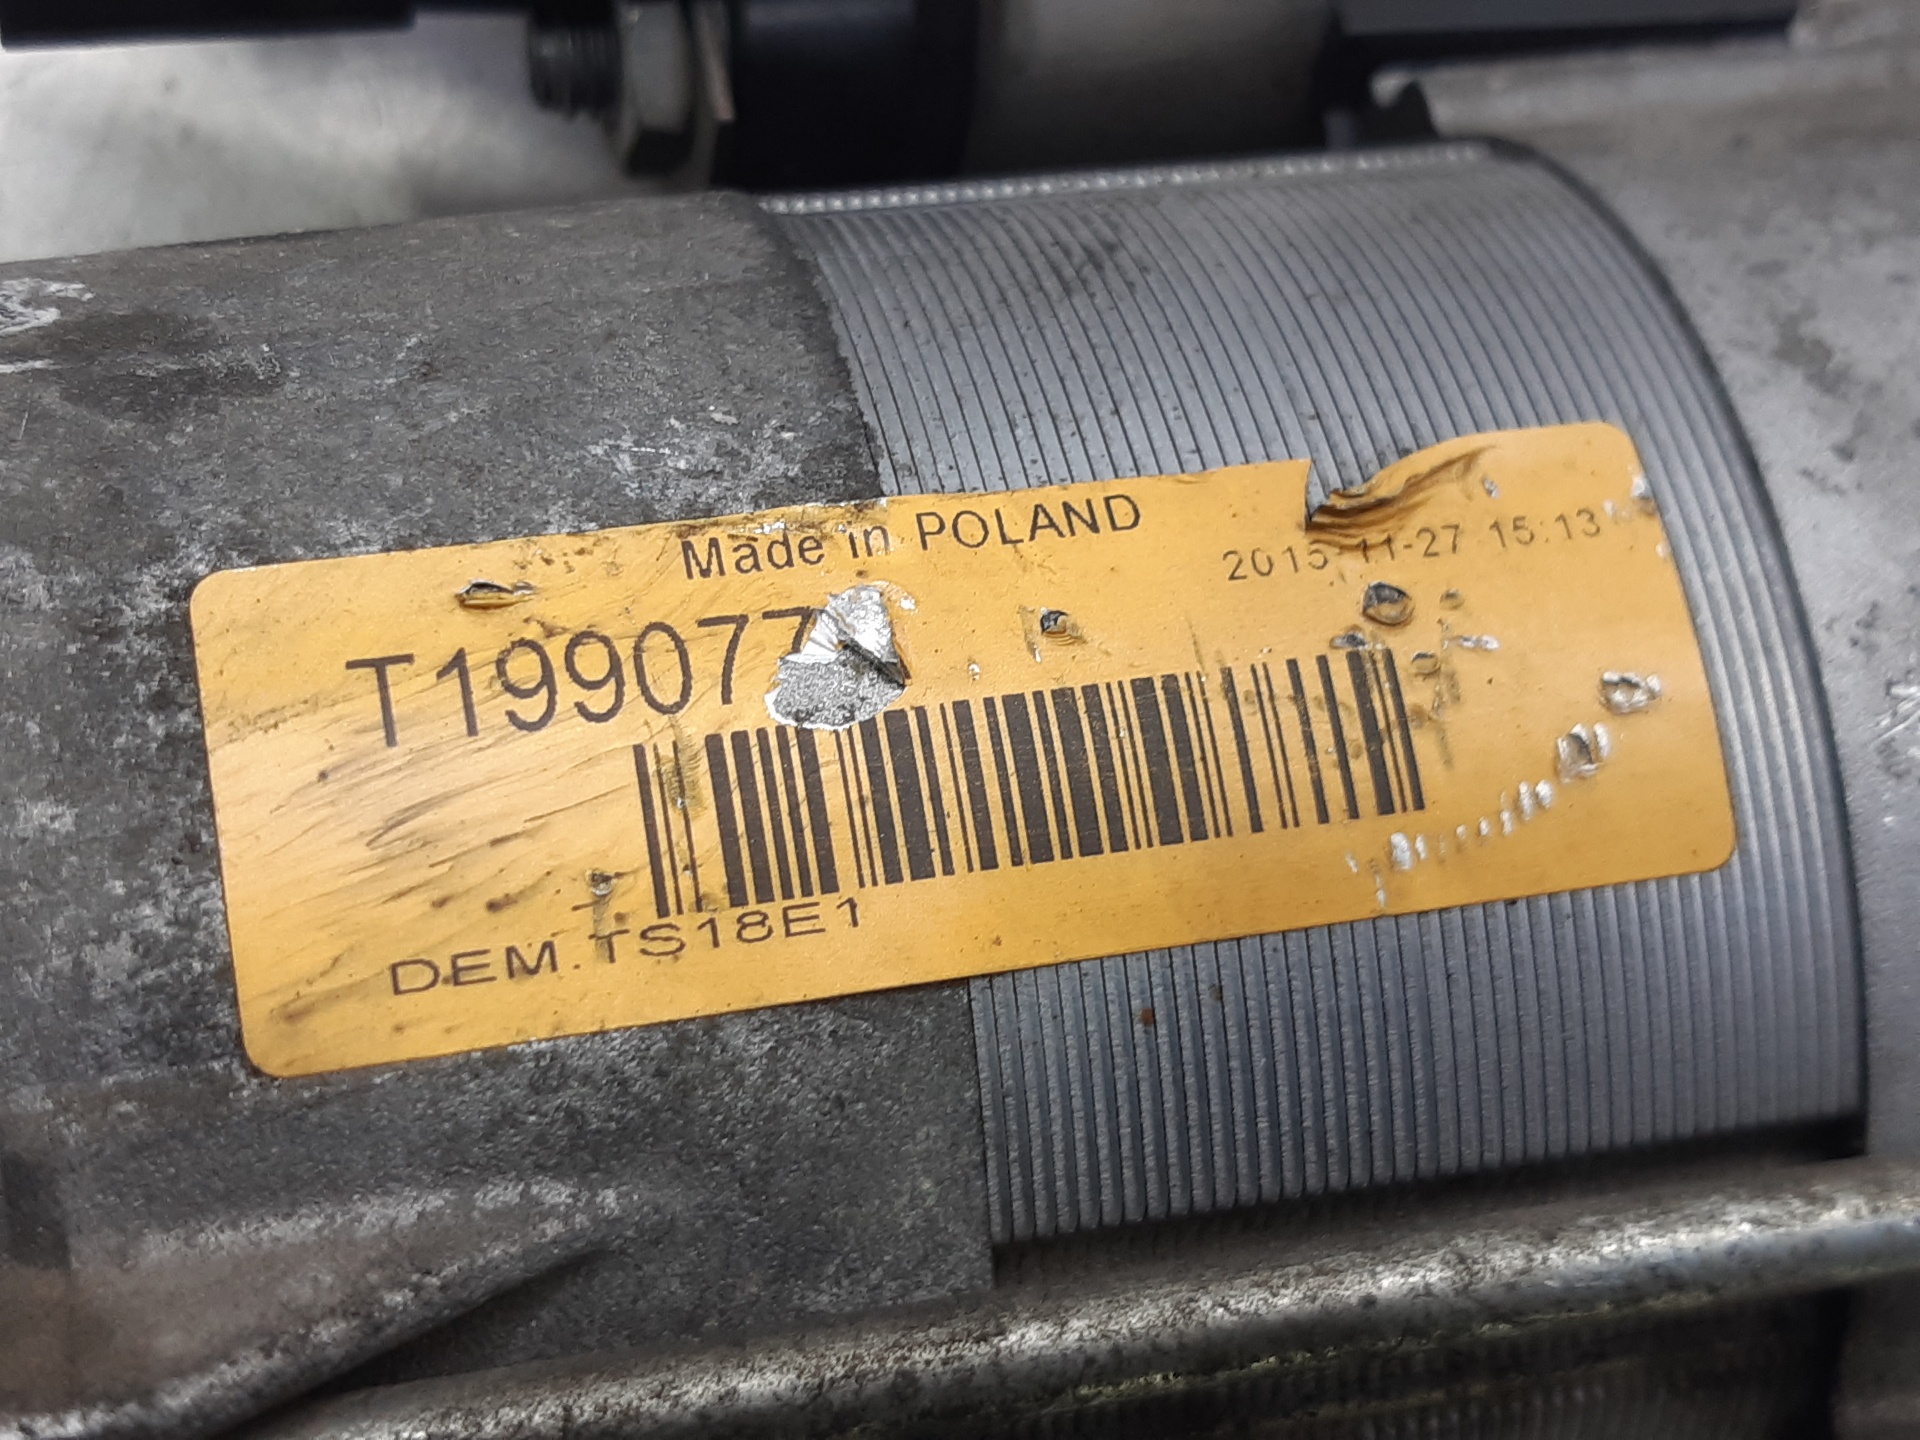 Made in POLAND
2015-11-27 15:13
T199077
DEM.TS18E1